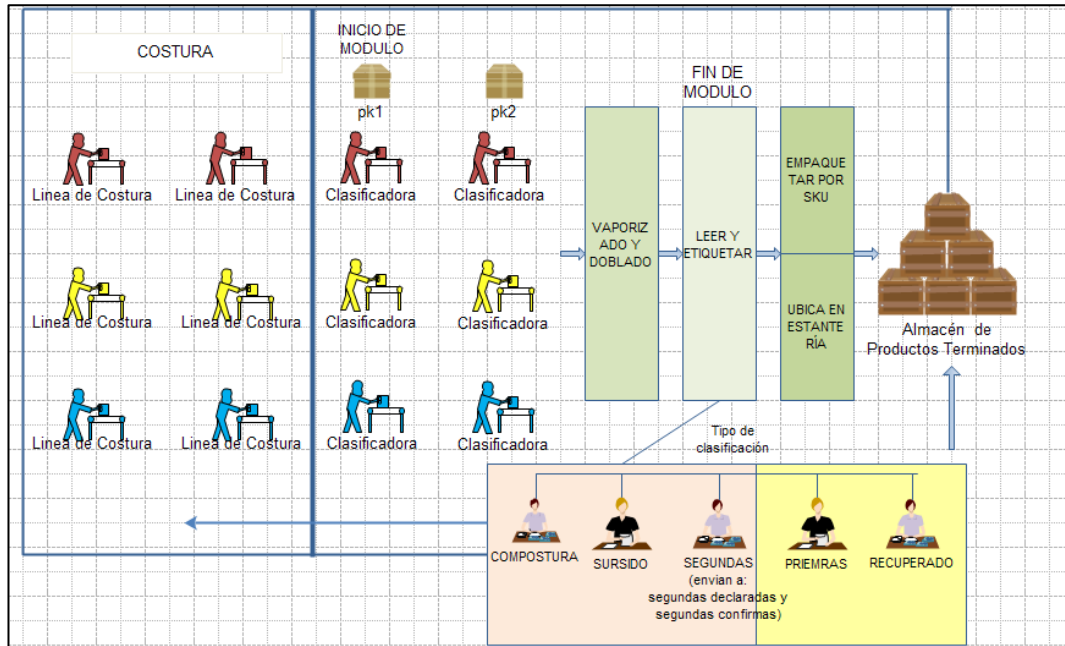 COSTURA
INICIO DE
MODULO
pk1
pk2
FIN DE
MODULO
Linea de Costura
Linea de Costura
Clasificadora
Clasificadora
Linea de Costura
Linea de Costura
Clasificadora
Clasificadora
Linea de Costura
Linea de Costura
Clasificadora
Clasificadora
VAPORIZ
ADO Y
DOBLADO
LEER Y
ETIQUETAR
EMPAQUE
TAR POR
SKU
UBICA EN
ESTANTE
RÍA
Almacén de
Productos Terminados
Tipo de
clasificación
COMPOSTURA
SURSIDO
SEGUNDAS
(envian a:
segundas declaradas y
segundas confirmas)
PRIEMRAS
RECUPERADO